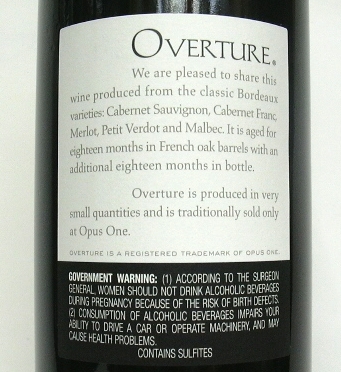 OVERTURE®
We are pleased to share this
wine produced from the classic Bordeaux
varieties: Cabernet Sauvignon, Cabernet Franc,
Merlot, Petit Verdot and Malbec. It is aged for
eighteen months in French oak barrels with an
additional eighteen months in bottle.
Overture is produced in very
small quantities and is traditionally sold only
at Opus One.
OVERTURE IS A REGISTERED TRADEMARK OF OPUS ONE.
GOVERNMENT WARNING: (1) ACCORDING TO THE SURGEON
GENERAL, WOMEN SHOULD NOT DRINK ALCOHOLIC BEVERAGES
DURING PREGNANCY BECAUSE OF THE RISK OF BIRTH DEFECTS.
(2) CONSUMPTION OF ALCOHOLIC BEVERAGES IMPAIRS YOUR
ABILITY TO DRIVE A CAR OR OPERATE MACHINERY, AND MAY
CAUSE HEALTH PROBLEMS.
CONTAINS SULFITES